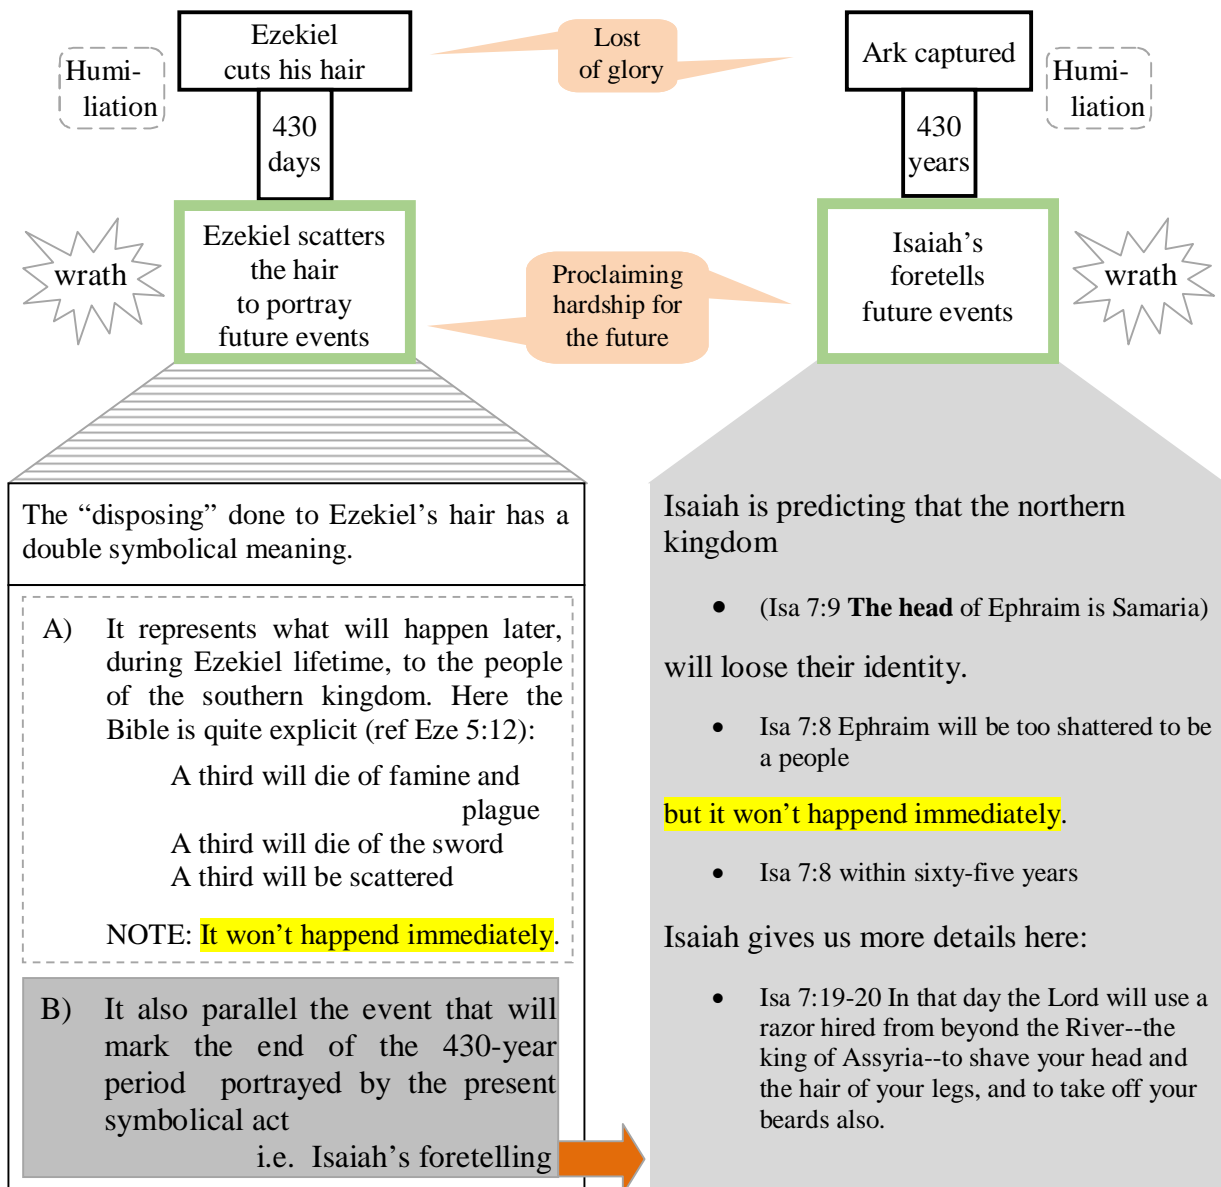 Ezekiel
cuts his hair
Lost
of glory
Ark captured
Humi-
liation
Humi-
liation
430
days
430
years
wrath
Ezekiel scatters
the hair
to portray
future events
Proclaiming
hardship for
the future
Isaiah’s
foretells
future events
wrath
The “disposing” done to Ezekiel’s hair has a
double symbolical meaning.
A) It represents what will happen later,
during Ezekiel lifetime, to the people
of the southern kingdom. Here the
Bible is quite explicit (ref Eze 5:12):
A third will die of famine and
plague
A third will die of the sword
A third will be scattered
NOTE: It won’t happend immediately.
B) It also parallel the event that will
mark the end of the 430-year
period portrayed by the present
symbolical act
i.e. Isaiah’s foretelling
Isaiah is predicting that the northern
kingdom
• (Isa 7:9 The head of Ephraim is Samaria)
will loose their identity.
• Isa 7:8 Ephraim will be too shattered to be
a people
but it won’t happend immediately.
• Isa 7:8 within sixty-five years
Isaiah gives us more details here:
• Isa 7:19-20 In that day the Lord will use a
razor hired from beyond the River--the
king of Assyria--to shave your head and
the hair of your legs, and to take off your
beards also.